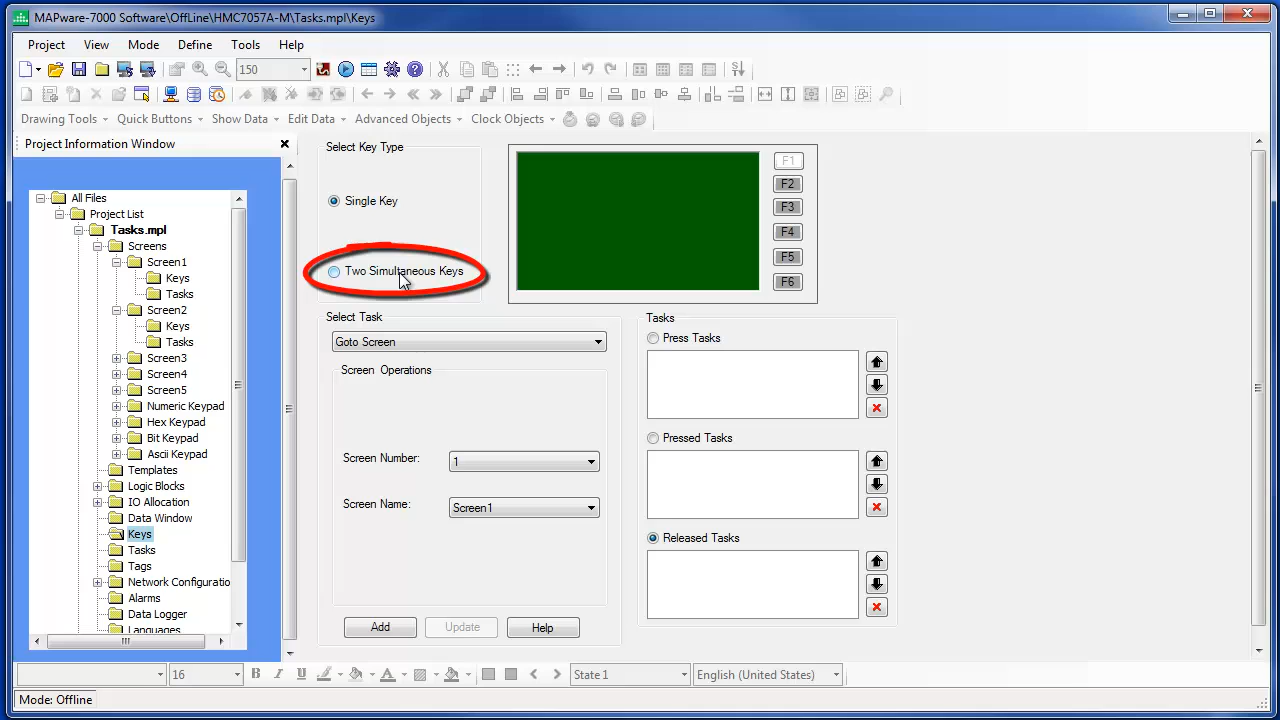 MAPware-7000 Software\OffLine\HMC7057A-M\Tasks.mpl\Keys
Project View Mode Define Tools Help
150
Drawing Tools Quick Buttons Show Data Edit Data Advanced Objects Clock Objects
Project Information Window
All Files
Project List
Tasks.mpl
Screens
Screen1
Keys
Tasks
Screen2
Keys
Tasks
Screen3
Screen4
Screen5
Numeric Keypad
Hex Keypad
Bit Keypad
Ascii Keypad
Templates
Logic Blocks
IO Allocation
Data Window
Keys
Tasks
Tags
Network Configuratio
Alarms
Data Logger
Languages
Select Key Type
Single Key
Two Simultaneous Keys
F1
F2
F3
F4
F5
F6
Select Task
Goto Screen
Screen Operations
Screen Number: 1
Screen Name: Screen1
Add Update Help
Tasks
Press Tasks
Pressed Tasks
Released Tasks
16 B I U A State 1 English (United States)
Mode: Offline